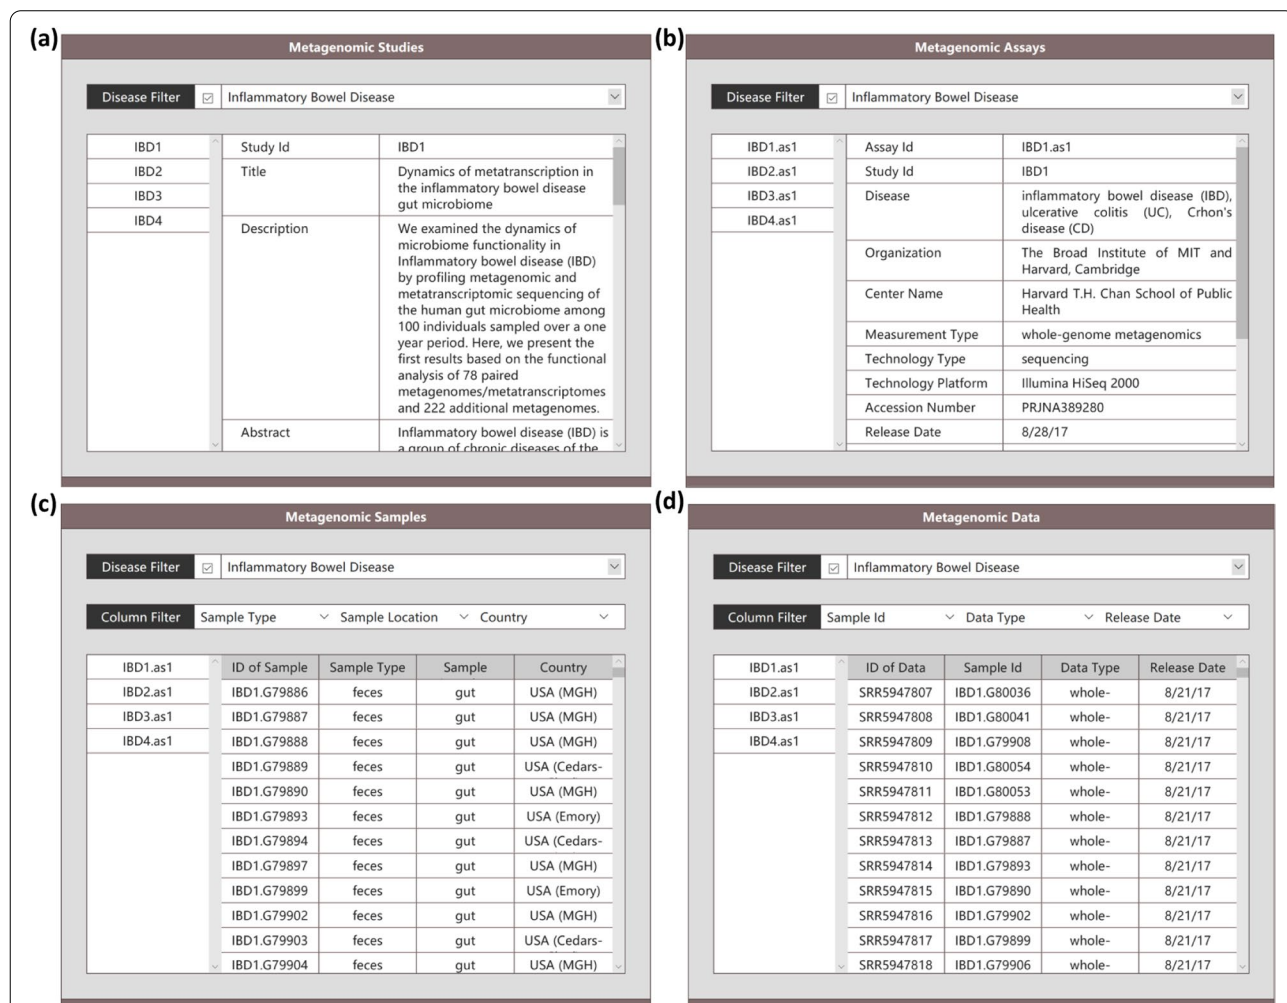 (a)
Metagenomic Studies
Disease Filter Inflammatory Bowel Disease
IBD1
IBD2
IBD3
IBD4
Study Id IBD1
Title Dynamics of metatranscription in
the inflammatory bowel disease
gut microbiome
Description We examined the dynamics of
microbiome functionality in
Inflammatory bowel disease (IBD)
by profiling metagenomic and
metatranscriptomic sequencing of
the human gut microbiome among
100 individuals sampled over a one
year period. Here, we present the
first results based on the functional
analysis of 78 paired
metagenomes/metatranscriptomes
and 222 additional metagenomes.
Abstract Inflammatory bowel disease (IBD) is
a group of chronic diseases of the
(b)
Metagenomic Assays
Disease Filter Inflammatory Bowel Disease
IBD1.as1
IBD2.as1
IBD3.as1
IBD4.as1
Assay Id IBD1.as1
Study Id IBD1
Disease inflammatory bowel disease (IBD),
ulcerative colitis (UC), Crhon's
disease (CD)
Organization The Broad Institute of MIT and
Harvard, Cambridge
Center Name Harvard T.H. Chan School of Public
Health
Measurement Type whole-genome metagenomics
Technology Type sequencing
Technology Platform Illumina HiSeq 2000
Accession Number PRJNA389280
Release Date 8/28/17
(c)
Metagenomic Samples
Disease Filter Inflammatory Bowel Disease
Column Filter Sample Type Sample Location Country
IBD1.as1
IBD2.as1
IBD3.as1
IBD4.as1
ID of Sample Sample Type Sample Country
IBD1.G79886 feces gut USA (MGH)
IBD1.G79887 feces gut USA (MGH)
IBD1.G79888 feces gut USA (MGH)
IBD1.G79889 feces gut USA (Cedars-
IBD1.G79890 feces gut USA (MGH)
IBD1.G79893 feces gut USA (Emory)
IBD1.G79894 feces gut USA (Cedars-
IBD1.G79897 feces gut USA (MGH)
IBD1.G79899 feces gut USA (Emory)
IBD1.G79902 feces gut USA (MGH)
IBD1.G79903 feces gut USA (Cedars-
IBD1.G79904 feces gut USA (MGH)
(d)
Metagenomic Data
Disease Filter Inflammatory Bowel Disease
Column Filter Sample Id Data Type Release Date
IBD1.as1
IBD2.as1
IBD3.as1
IBD4.as1
ID of Data Sample Id Data Type Release Date
SRR5947807 IBD1.G80036 whole- 8/21/17
SRR5947808 IBD1.G80041 whole- 8/21/17
SRR5947809 IBD1.G79908 whole- 8/21/17
SRR5947810 IBD1.G80054 whole- 8/21/17
SRR5947811 IBD1.G80053 whole- 8/21/17
SRR5947812 IBD1.G79888 whole- 8/21/17
SRR5947813 IBD1.G79887 whole- 8/21/17
SRR5947814 IBD1.G79893 whole- 8/21/17
SRR5947815 IBD1.G79890 whole- 8/21/17
SRR5947816 IBD1.G79902 whole- 8/21/17
SRR5947817 IBD1.G79899 whole- 8/21/17
SRR5947818 IBD1.G79906 whole- 8/21/17